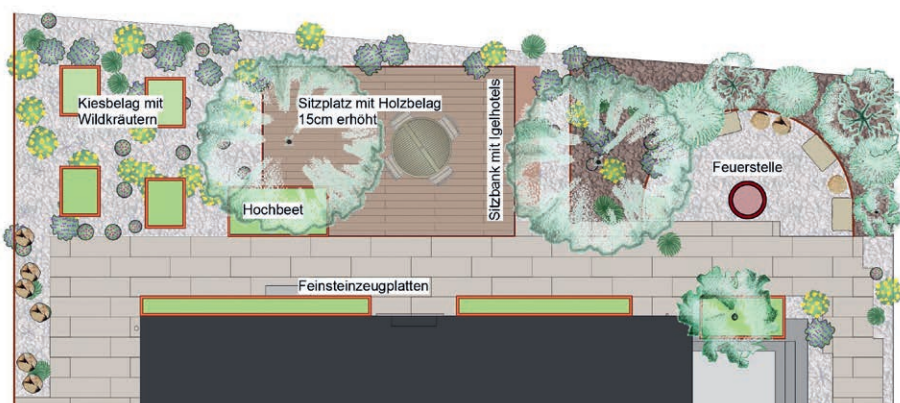 Kiesbelag mit
Wildkräutern
Sitzplatz mit Holzbelag
15cm erhöht
Sitzbank mit Igelhotels
Feuerstelle
Hochbeet
Feinsteinzeugplatten